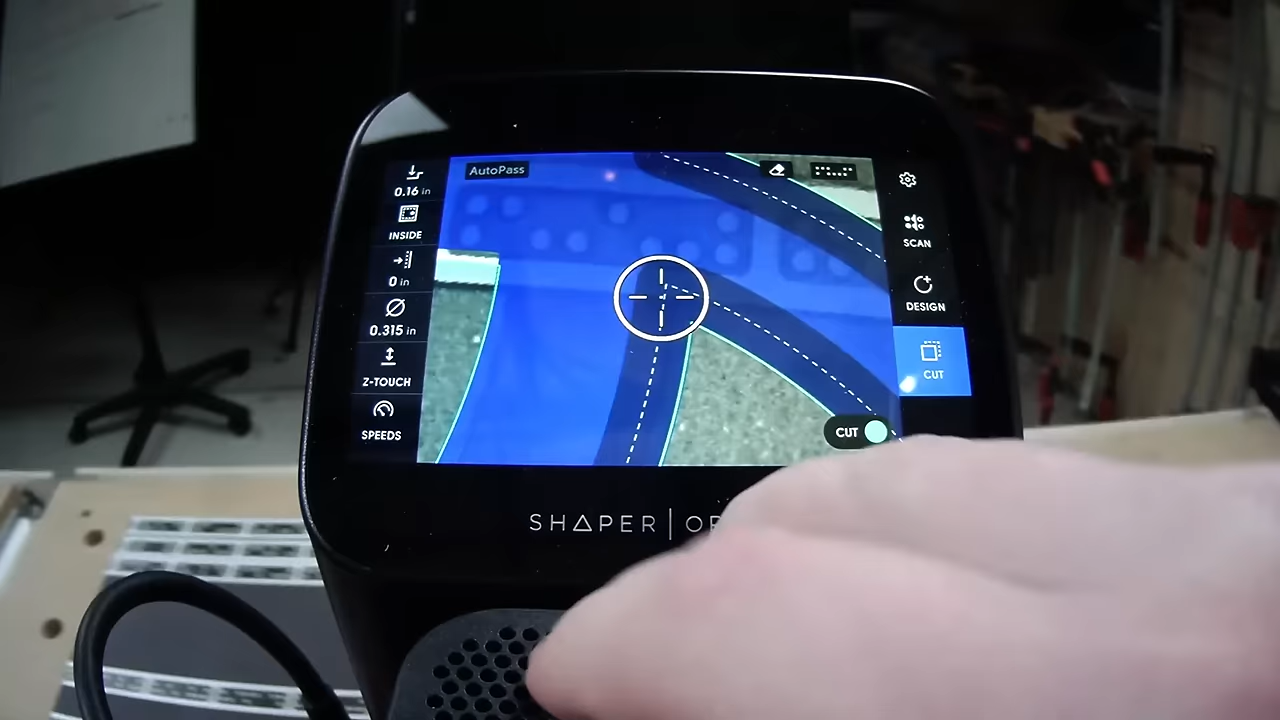 AutoPass
0.16 in
INSIDE
0 in
0.315 in
Z-TOUCH
SPEEDS
SCAN
DESIGN
CUT
CUT
SHAPER